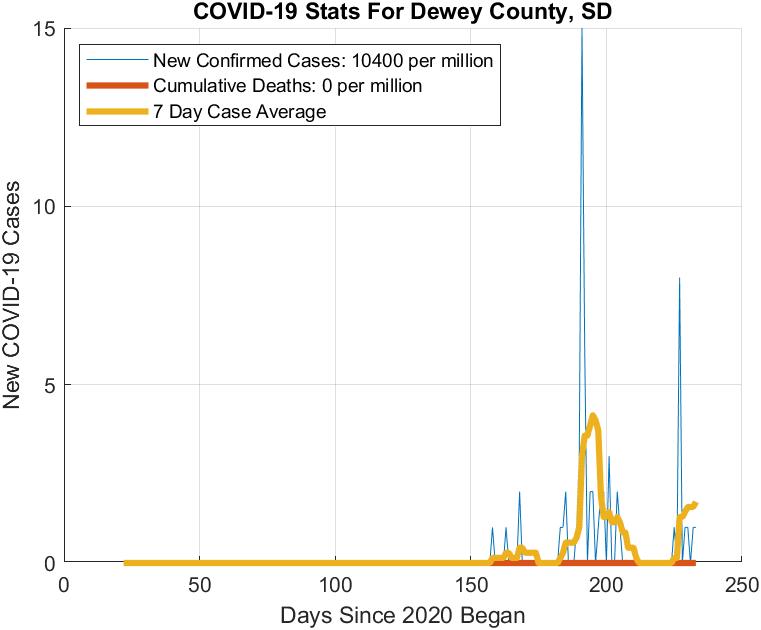 COVID-19 Stats For Dewey County, SD
New Confirmed Cases: 10400 per million
Cumulative Deaths: 0 per million
7 Day Case Average
New COVID-19 Cases
15
10
5
0
0 50 100 150 200 250
Days Since 2020 Began